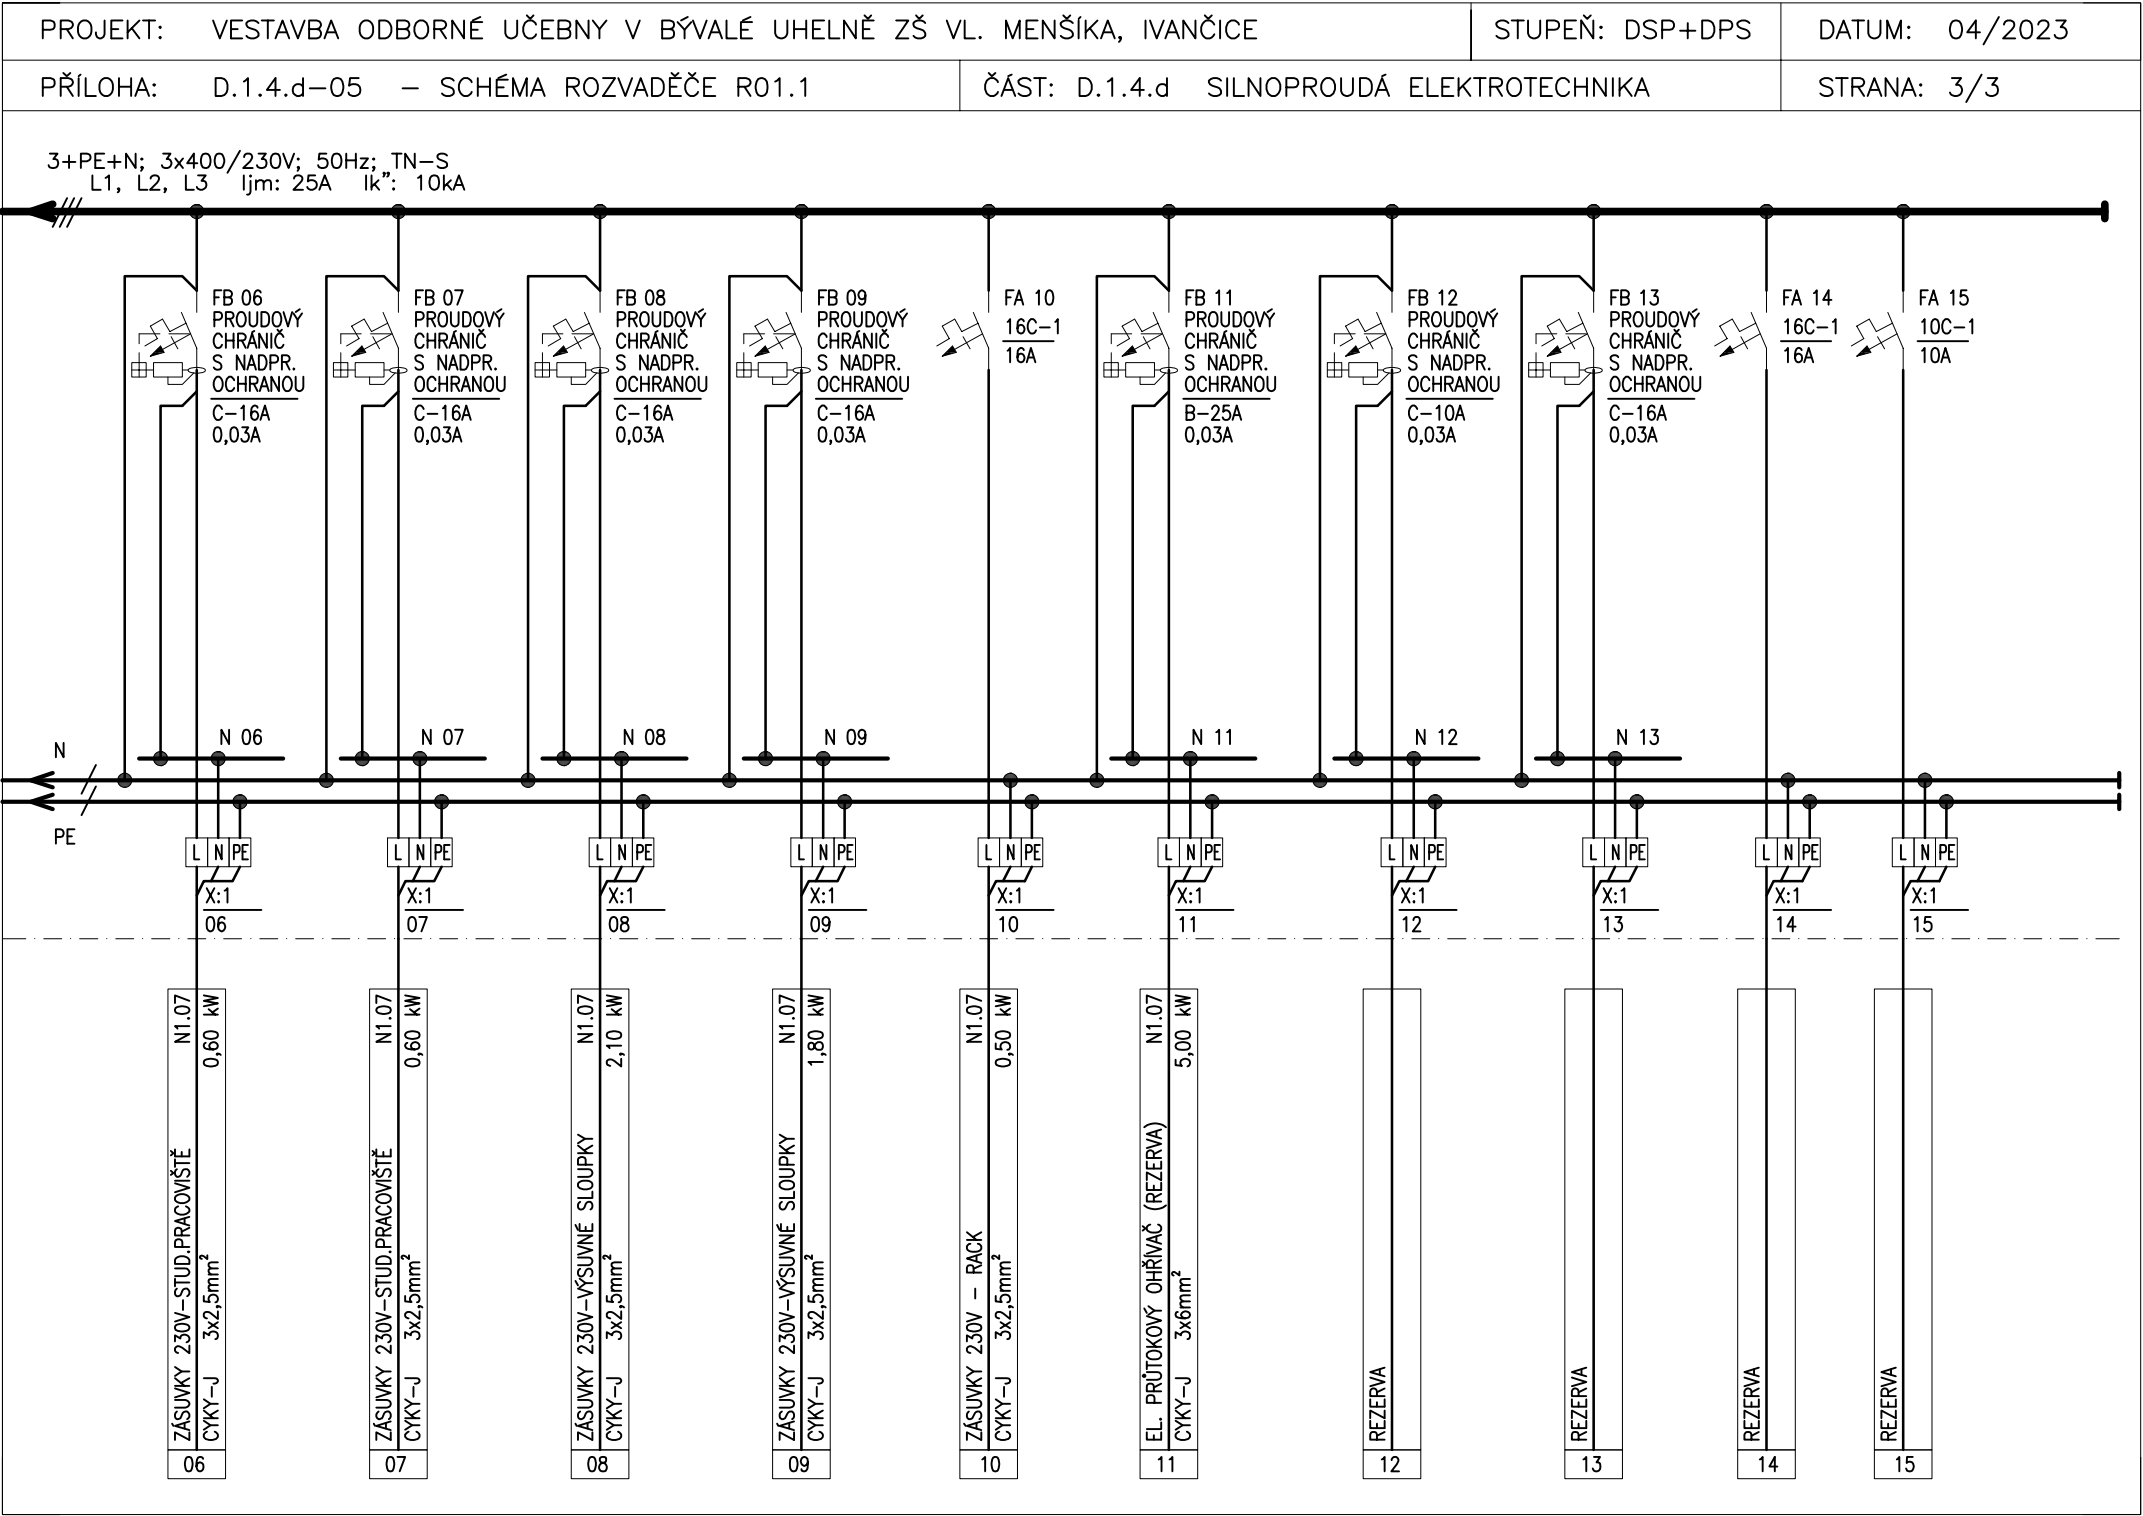 PROJEKT: VESTAVBA ODBORNÉ UČEBNY V BÝVALÉ UHELNĚ ZŠ VL. MENŠÍKA, IVANČICE
STUPEŇ: DSP+DPS
DATUM: 04/2023
PŘÍLOHA: D.1.4.d-05 - SCHÉMA ROZVADĚČE R01.1
ČÁST: D.1.4.d SILNOPROUDÁ ELEKTROTECHNIKA
STRANA: 3/3
3+PE+N; 3x400/230V; 50Hz; TN-S
L1, L2, L3 Ijm: 25A Ik": 10kA
FB 06
PROUDOVÝ
CHRÁNIČ
S NADPR.
OCHRANOU
C-16A
0,03A
FB 07
PROUDOVÝ
CHRÁNIČ
S NADPR.
OCHRANOU
C-16A
0,03A
FB 08
PROUDOVÝ
CHRÁNIČ
S NADPR.
OCHRANOU
C-16A
0,03A
FB 09
PROUDOVÝ
CHRÁNIČ
S NADPR.
OCHRANOU
C-16A
0,03A
FA 10
16C-1
16A
FB 11
PROUDOVÝ
CHRÁNIČ
S NADPR.
OCHRANOU
B-25A
0,03A
FB 12
PROUDOVÝ
CHRÁNIČ
S NADPR.
OCHRANOU
C-10A
0,03A
FB 13
PROUDOVÝ
CHRÁNIČ
S NADPR.
OCHRANOU
C-16A
0,03A
FA 14
16C-1
16A
FA 15
10C-1
10A
N 06
N 07
N 08
N 09
N 11
N 12
N 13
N
PE
L N PE
X:1
06
L N PE
X:1
07
L N PE
X:1
08
L N PE
X:1
09
L N PE
X:1
10
L N PE
X:1
11
L N PE
X:1
12
L N PE
X:1
13
L N PE
X:1
14
L N PE
X:1
15
ZÁSUVKY 230V-STUD.PRACOVIŠTĚ N1.07
CYKY-J 3x2,5mm² 0,60 kW
06
ZÁSUVKY 230V-STUD.PRACOVIŠTĚ N1.07
CYKY-J 3x2,5mm² 0,60 kW
07
ZÁSUVKY 230V-VÝSUVNÉ SLOUPKY N1.07
CYKY-J 3x2,5mm² 2,10 kW
08
ZÁSUVKY 230V-VÝSUVNÉ SLOUPKY N1.07
CYKY-J 3x2,5mm² 1,80 kW
09
ZÁSUVKY 230V - RACK N1.07
CYKY-J 3x2,5mm² 0,50 kW
10
EL. PRŮTOKOVÝ OHŘÍVAČ (REZERVA) N1.07
CYKY-J 3x6mm² 5,00 kW
11
REZERVA
12
REZERVA
13
REZERVA
14
REZERVA
15